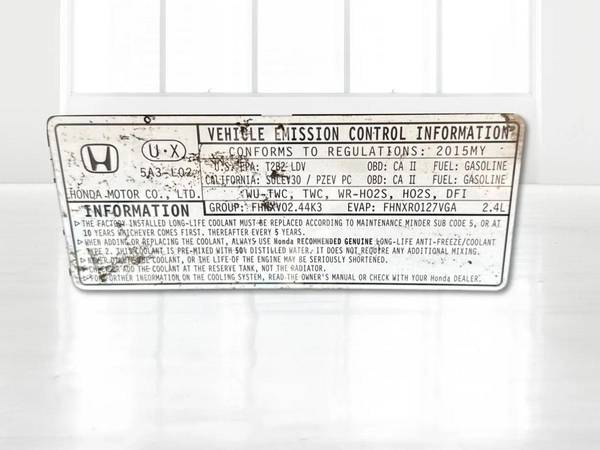 VEHICLE EMISSION CONTROL INFORMATION
U·X
CONFORMS TO REGULATIONS: 2015MY
5A3-L02
U.S. EPA: T2B2 LDV OBD: CA II FUEL: GASOLINE
CALIFORNIA: SULEV30 / PZEV PC OBD: CA II FUEL: GASOLINE
HONDA MOTOR CO., LTD. WU-TWC, TWC, WR-HO2S, HO2S, DFI
INFORMATION GROUP: FHNXV02.44K3 EVAP: FHNXR0127VGA 2.4L
▷THE FACTORY INSTALLED LONG-LIFE COOLANT MUST BE REPLACED ACCORDING TO MAINTENANCE MINDER SUB CODE 5, OR AT
10 YEARS WHICHEVER COMES FIRST. THEREAFTER EVERY 5 YEARS.
▷WHEN ADDING OR REPLACING THE COOLANT, ALWAYS USE Honda RECOMMENDED GENUINE LONG-LIFE ANTI-FREEZE/COOLANT
TYPE 2. THIS COOLANT IS PRE-MIXED WITH 50% DISTILLED WATER, IT DOES NOT REQUIRE ANY ADDITIONAL MIXING.
COOLANT, OR THE LIFE OF THE ENGINE MAY BE SERIOUSLY SHORTENED.
COOLANT AT THE RESERVE TANK, NOT THE RADIATOR.
▷FOR FURTHER INFORMATION ON THE COOLING SYSTEM, READ THE OWNER'S MANUAL OR CHECK WITH YOUR Honda DEALER.